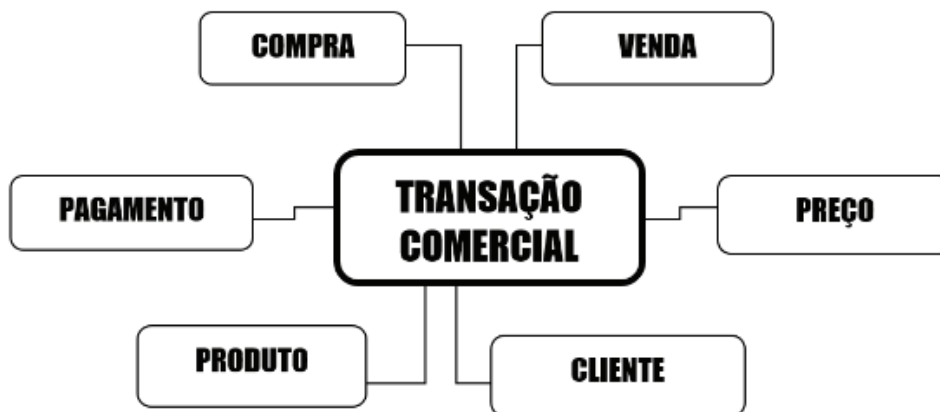 COMPRA
VENDA
PAGAMENTO
TRANSAÇÃO
COMERCIAL
PREÇO
PRODUTO
CLIENTE